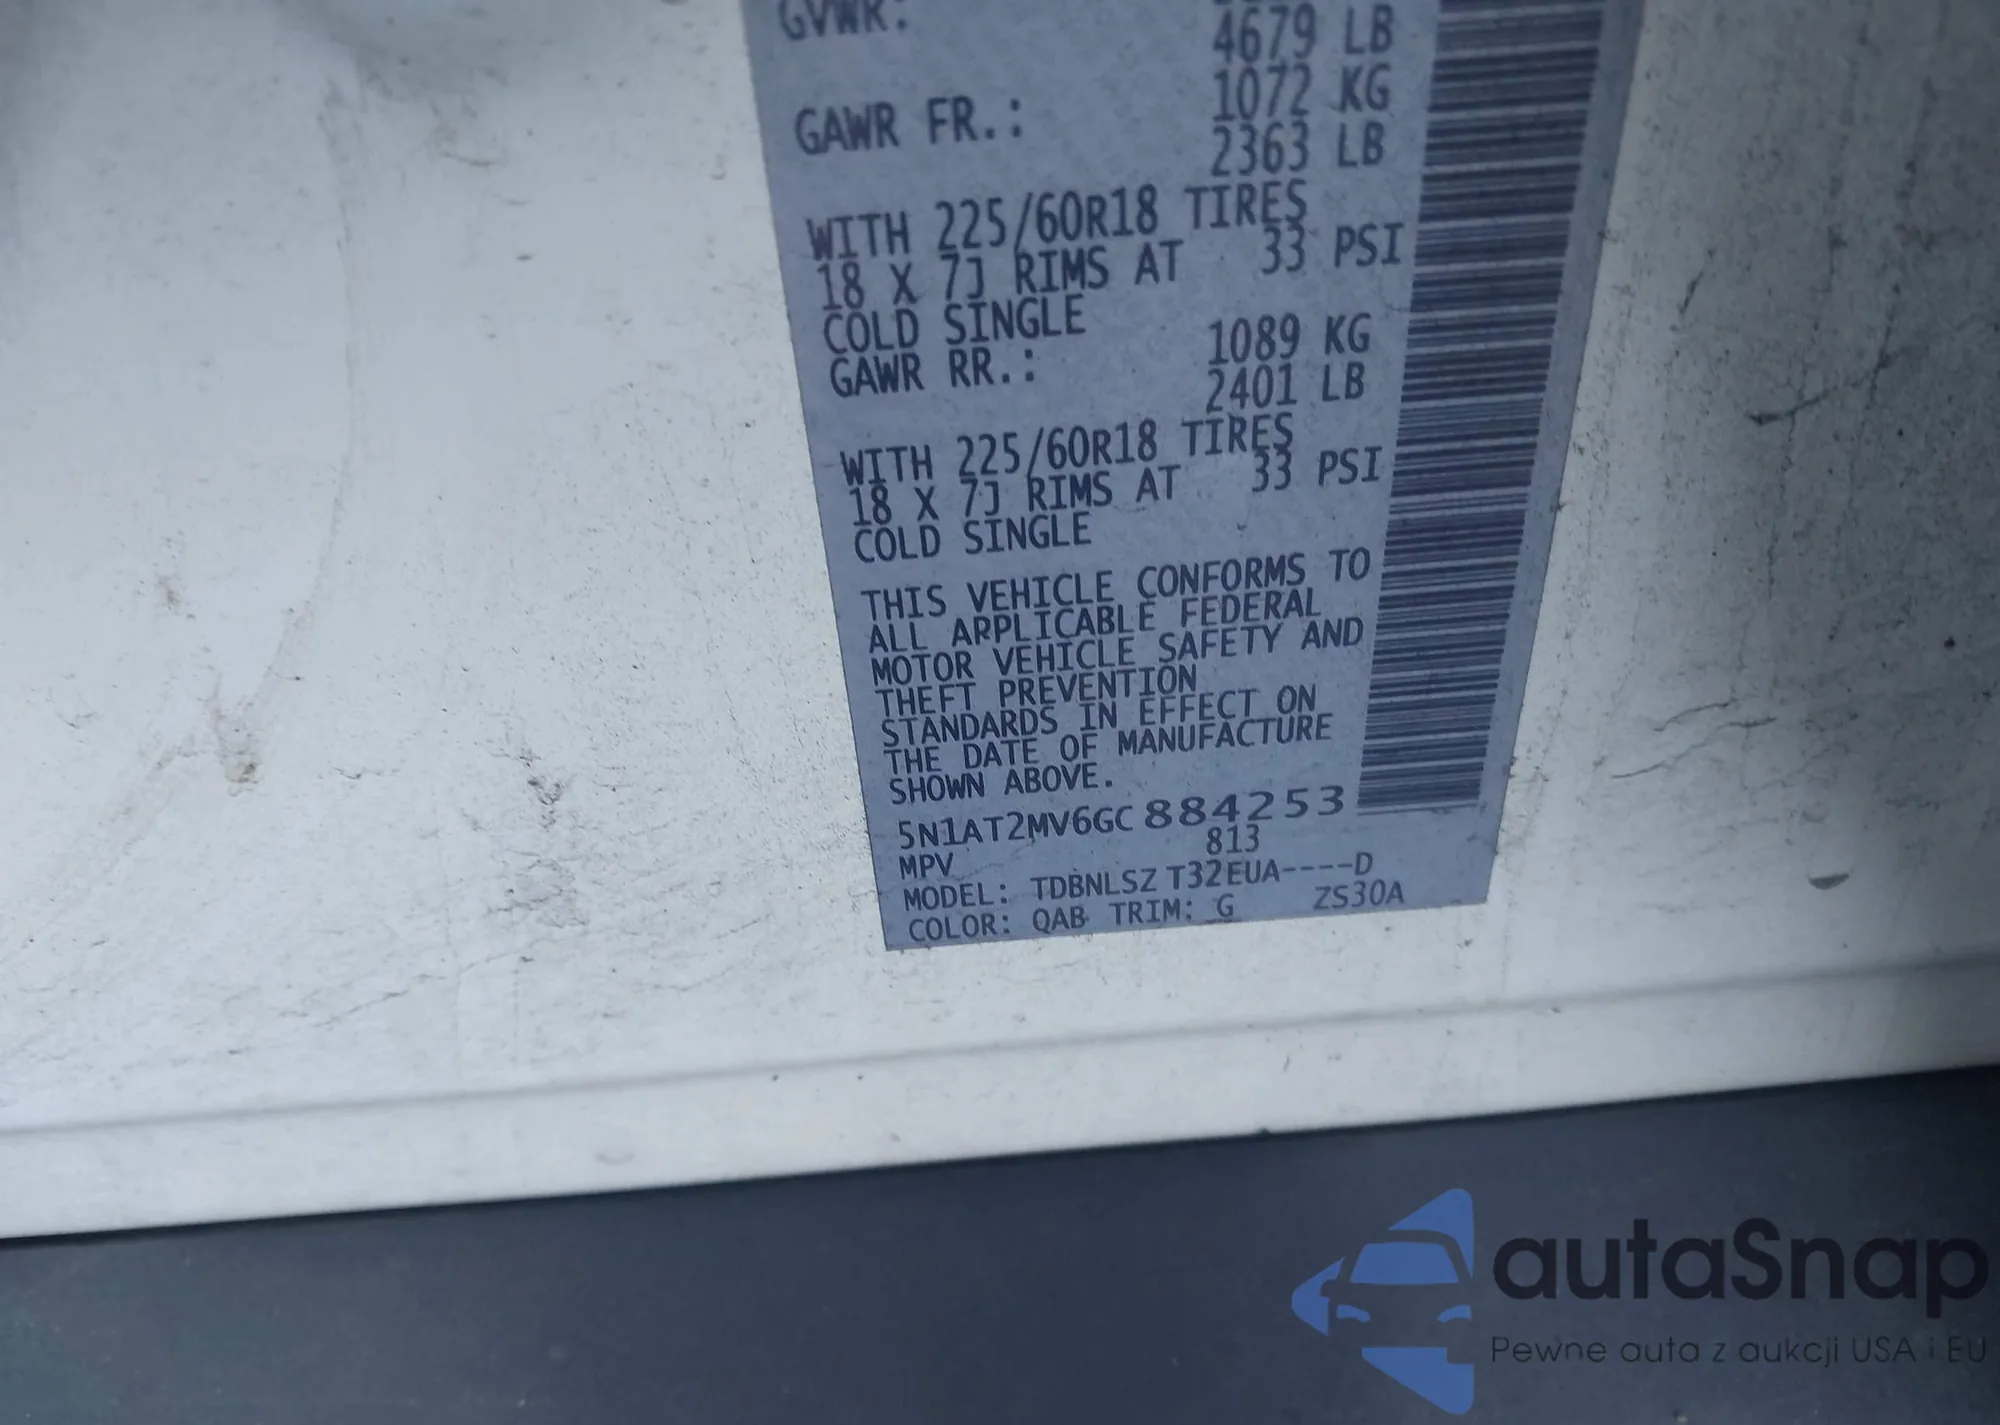 GVWR:
4679 LB
GAWR FR.: 1072 KG
2363 LB
WITH 225/60R18 TIRES
18 X 7J RIMS AT 33 PSI
COLD SINGLE
GAWR RR.: 1089 KG
2401 LB
WITH 225/60R18 TIRES
18 X 7J RIMS AT 33 PSI
COLD SINGLE
THIS VEHICLE CONFORMS TO
ALL APPLICABLE FEDERAL
MOTOR VEHICLE SAFETY AND
THEFT PREVENTION
STANDARDS IN EFFECT ON
THE DATE OF MANUFACTURE
SHOWN ABOVE.
5N1AT2MV6GC884253
MPV 813
MODEL: TDBNLSZ T32EUA----D
COLOR: QAB TRIM: G ZS30A
autaSnap
Pewne auta z aukcji USA i EU